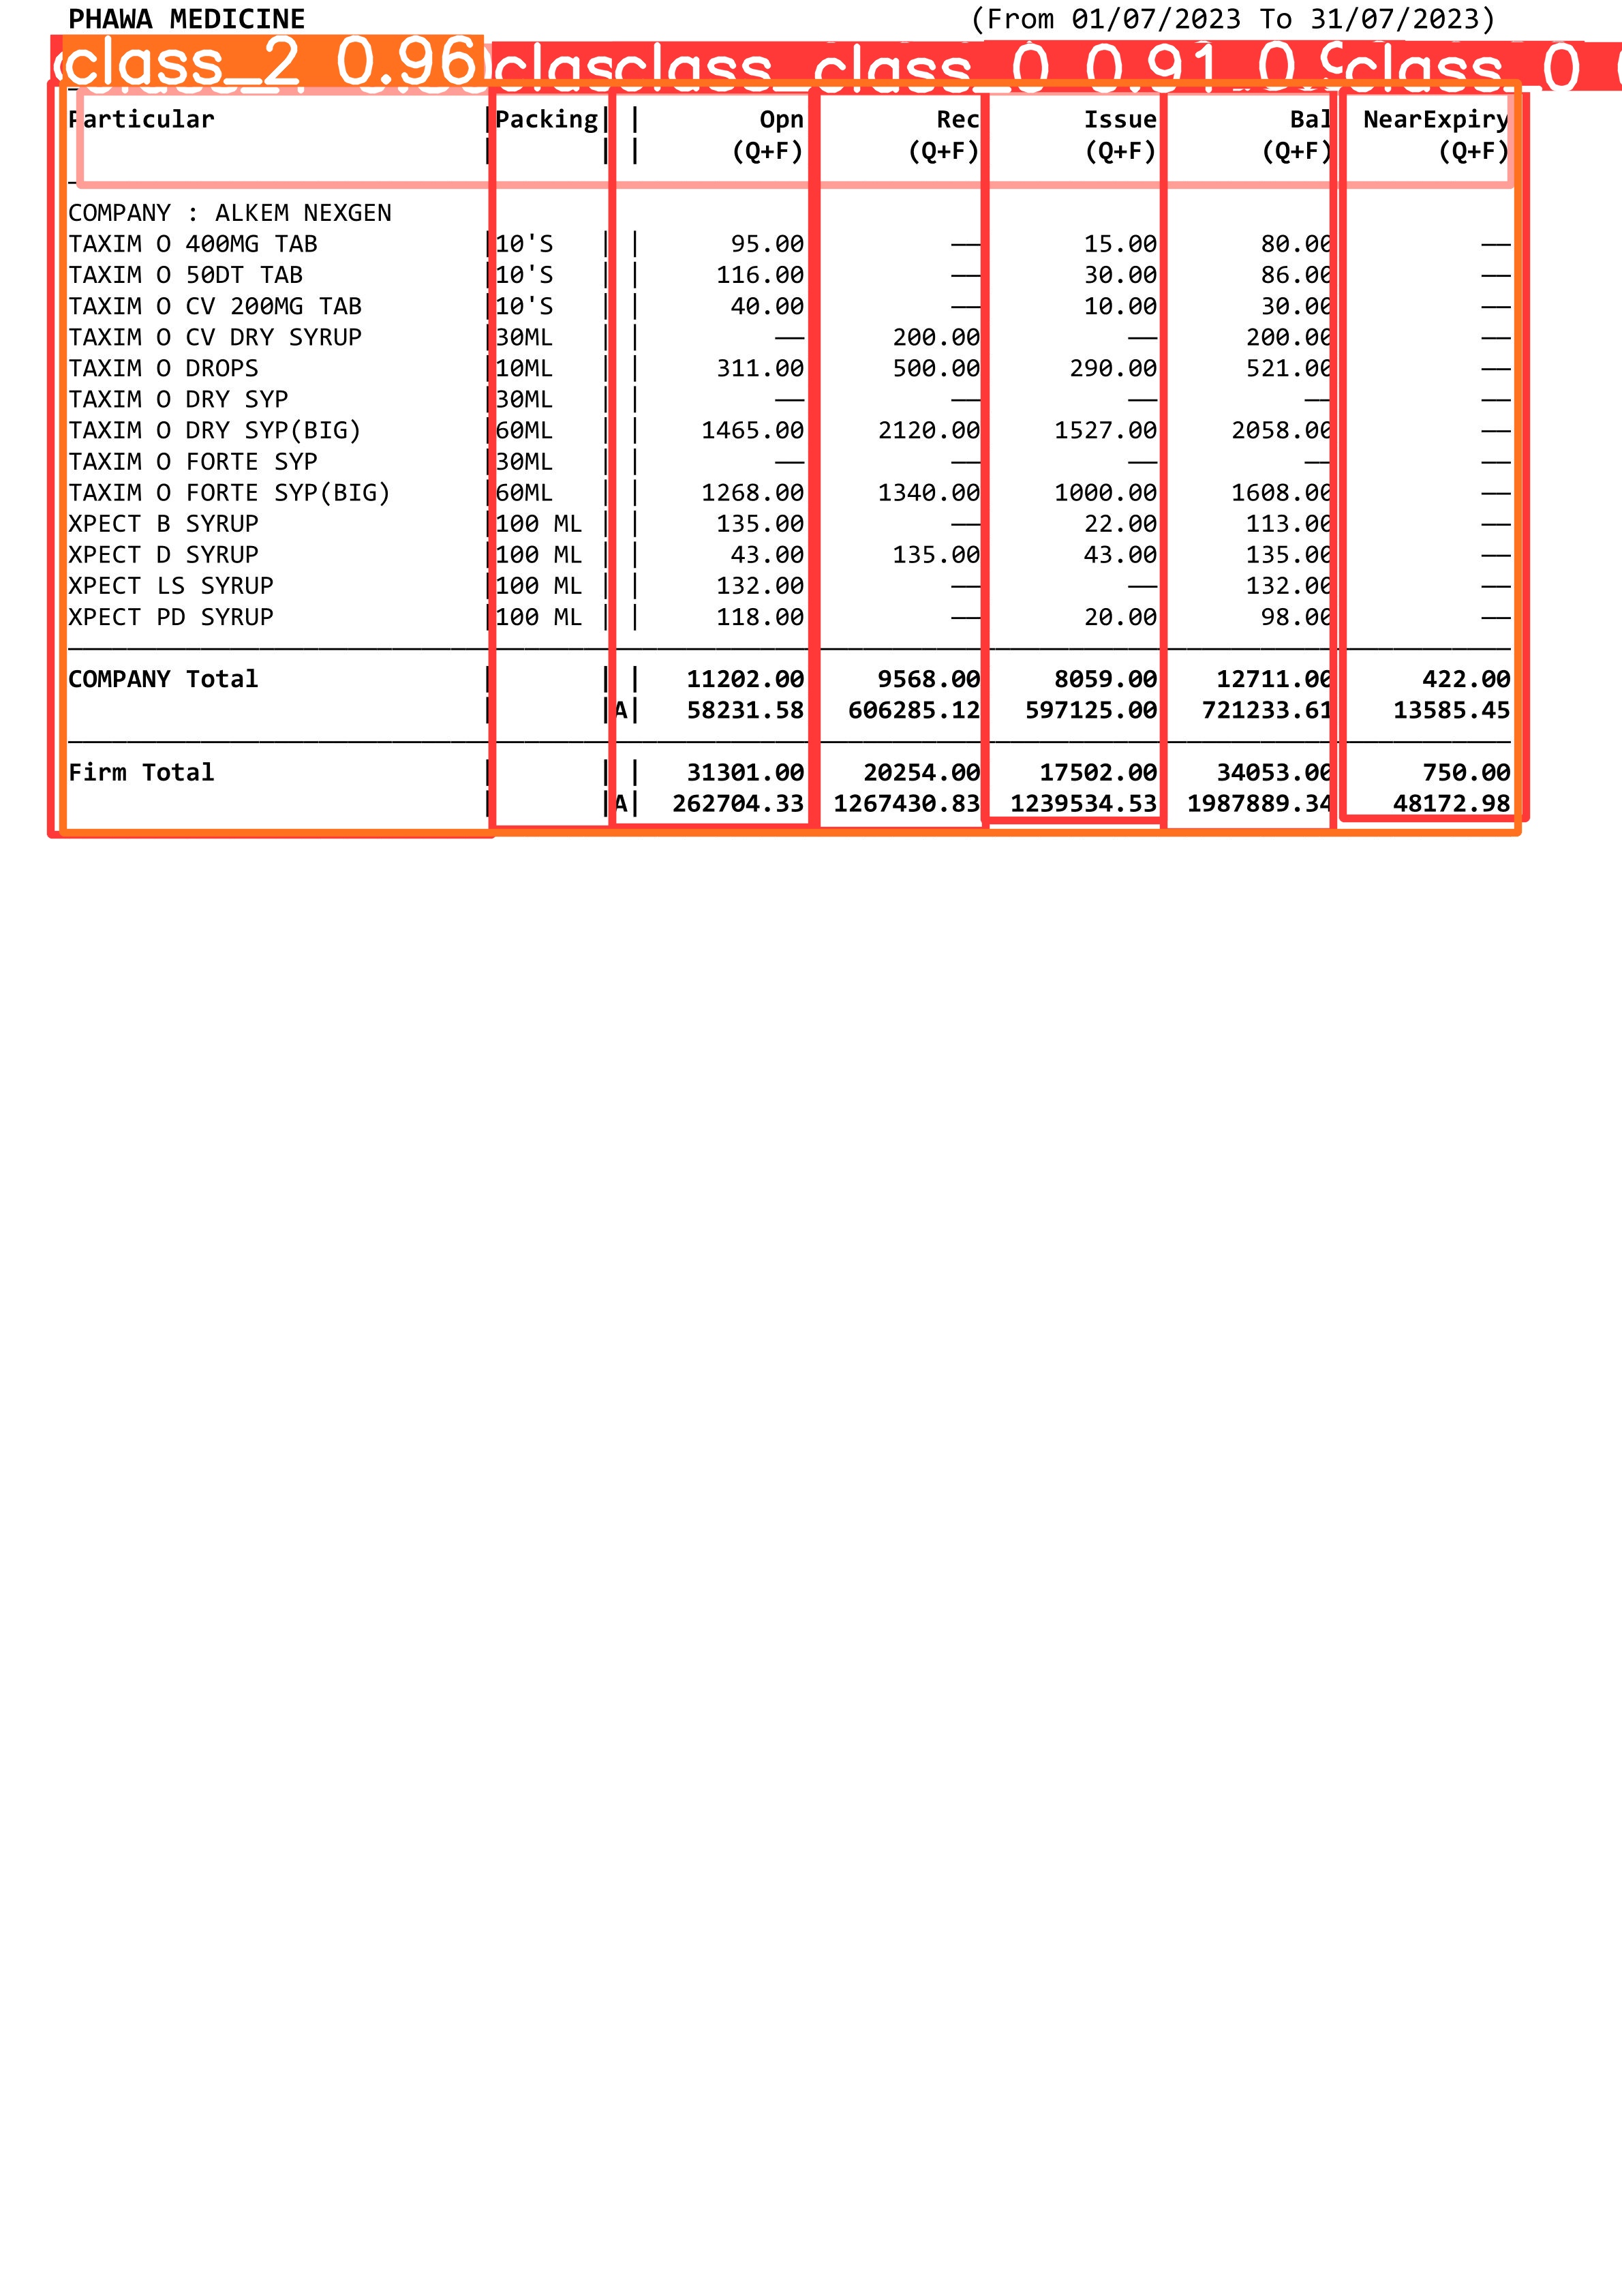 PHAWA MEDICINE (From 01/07/2023 To 31/07/2023)
class_2 0.96 clas class_ class_0 0.91 class_0
Particular |Packing| | Opn Rec Issue Bal NearExpiry
| | | (Q+F) (Q+F) (Q+F) (Q+F) (Q+F)
COMPANY : ALKEM NEXGEN
TAXIM O 400MG TAB |10'S | | 95.00 —— 15.00 80.00 ——
TAXIM O 50DT TAB |10'S | | 116.00 —— 30.00 86.00 ——
TAXIM O CV 200MG TAB |10'S | | 40.00 —— 10.00 30.00 ——
TAXIM O CV DRY SYRUP |30ML | | —— 200.00 —— 200.00 ——
TAXIM O DROPS |10ML | | 311.00 500.00 290.00 521.00 ——
TAXIM O DRY SYP |30ML | | —— —— —— —— ——
TAXIM O DRY SYP(BIG) |60ML | | 1465.00 2120.00 1527.00 2058.00 ——
TAXIM O FORTE SYP |30ML | | —— —— —— —— ——
TAXIM O FORTE SYP(BIG) |60ML | | 1268.00 1340.00 1000.00 1608.00 ——
XPECT B SYRUP |100 ML | | 135.00 —— 22.00 113.00 ——
XPECT D SYRUP |100 ML | | 43.00 135.00 43.00 135.00 ——
XPECT LS SYRUP |100 ML | | 132.00 —— —— 132.00 ——
XPECT PD SYRUP |100 ML | | 118.00 —— 20.00 98.00 ——
COMPANY Total | | | 11202.00 9568.00 8059.00 12711.00 422.00
| |A| 58231.58 606285.12 597125.00 721233.61 13585.45
Firm Total | | | 31301.00 20254.00 17502.00 34053.00 750.00
| |A| 262704.33 1267430.83 1239534.53 1987889.34 48172.98